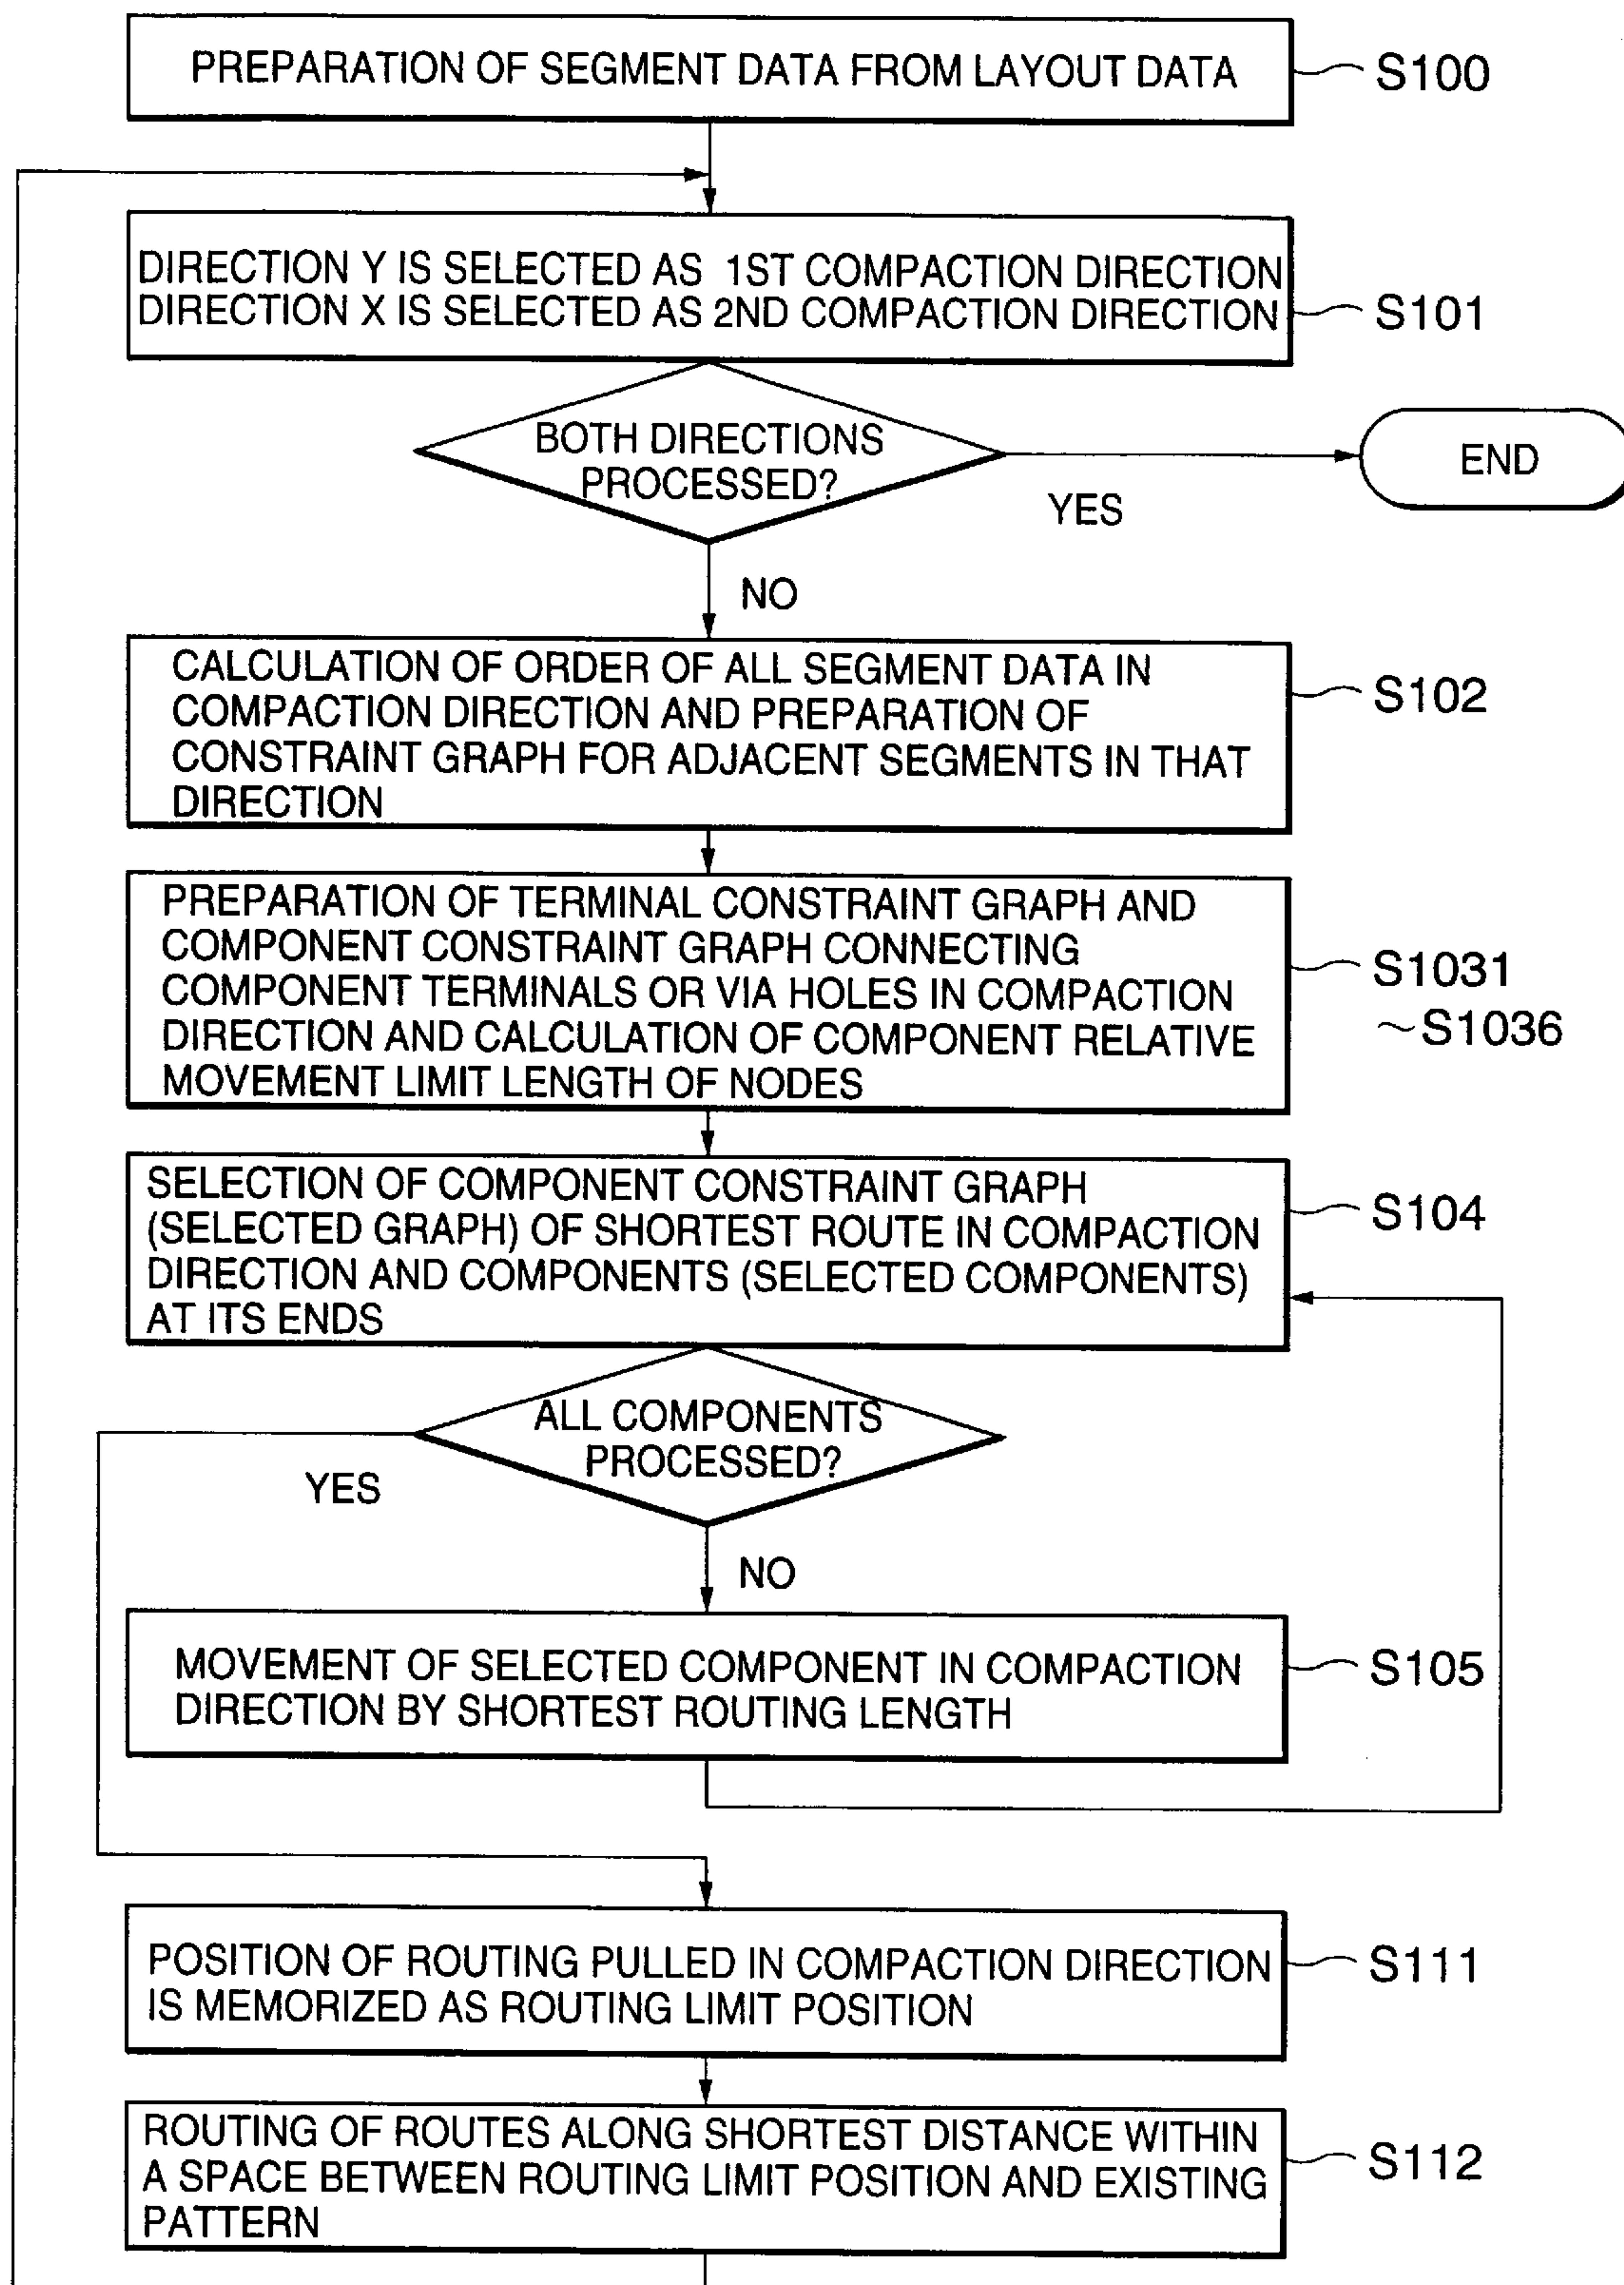 PREPARATION OF SEGMENT DATA FROM LAYOUT DATA
S100
DIRECTION Y IS SELECTED AS 1ST COMPACTION DIRECTION
DIRECTION X IS SELECTED AS 2ND COMPACTION DIRECTION
S101
BOTH DIRECTIONS
PROCESSED?
END
YES
NO
CALCULATION OF ORDER OF ALL SEGMENT DATA IN
COMPACTION DIRECTION AND PREPARATION OF
CONSTRAINT GRAPH FOR ADJACENT SEGMENTS IN THAT
DIRECTION
S102
PREPARATION OF TERMINAL CONSTRAINT GRAPH AND
COMPONENT CONSTRAINT GRAPH CONNECTING
COMPONENT TERMINALS OR VIA HOLES IN COMPACTION
DIRECTION AND CALCULATION OF COMPONENT RELATIVE
MOVEMENT LIMIT LENGTH OF NODES
S1031
~S1036
SELECTION OF COMPONENT CONSTRAINT GRAPH
(SELECTED GRAPH) OF SHORTEST ROUTE IN COMPACTION
DIRECTION AND COMPONENTS (SELECTED COMPONENTS)
AT ITS ENDS
S104
ALL COMPONENTS
PROCESSED?
YES
NO
MOVEMENT OF SELECTED COMPONENT IN COMPACTION
DIRECTION BY SHORTEST ROUTING LENGTH
S105
POSITION OF ROUTING PULLED IN COMPACTION DIRECTION
IS MEMORIZED AS ROUTING LIMIT POSITION
S111
ROUTING OF ROUTES ALONG SHORTEST DISTANCE WITHIN
A SPACE BETWEEN ROUTING LIMIT POSITION AND EXISTING
PATTERN
S112